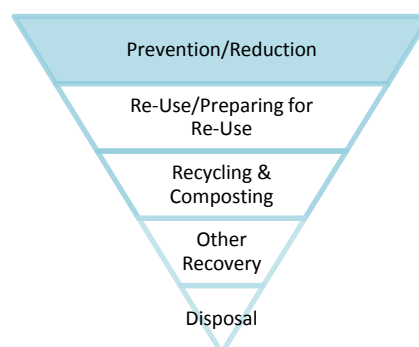 Prevention/Reduction
Re-Use/Preparing for
Re-Use
Recycling &
Composting
Other
Recovery
Disposal